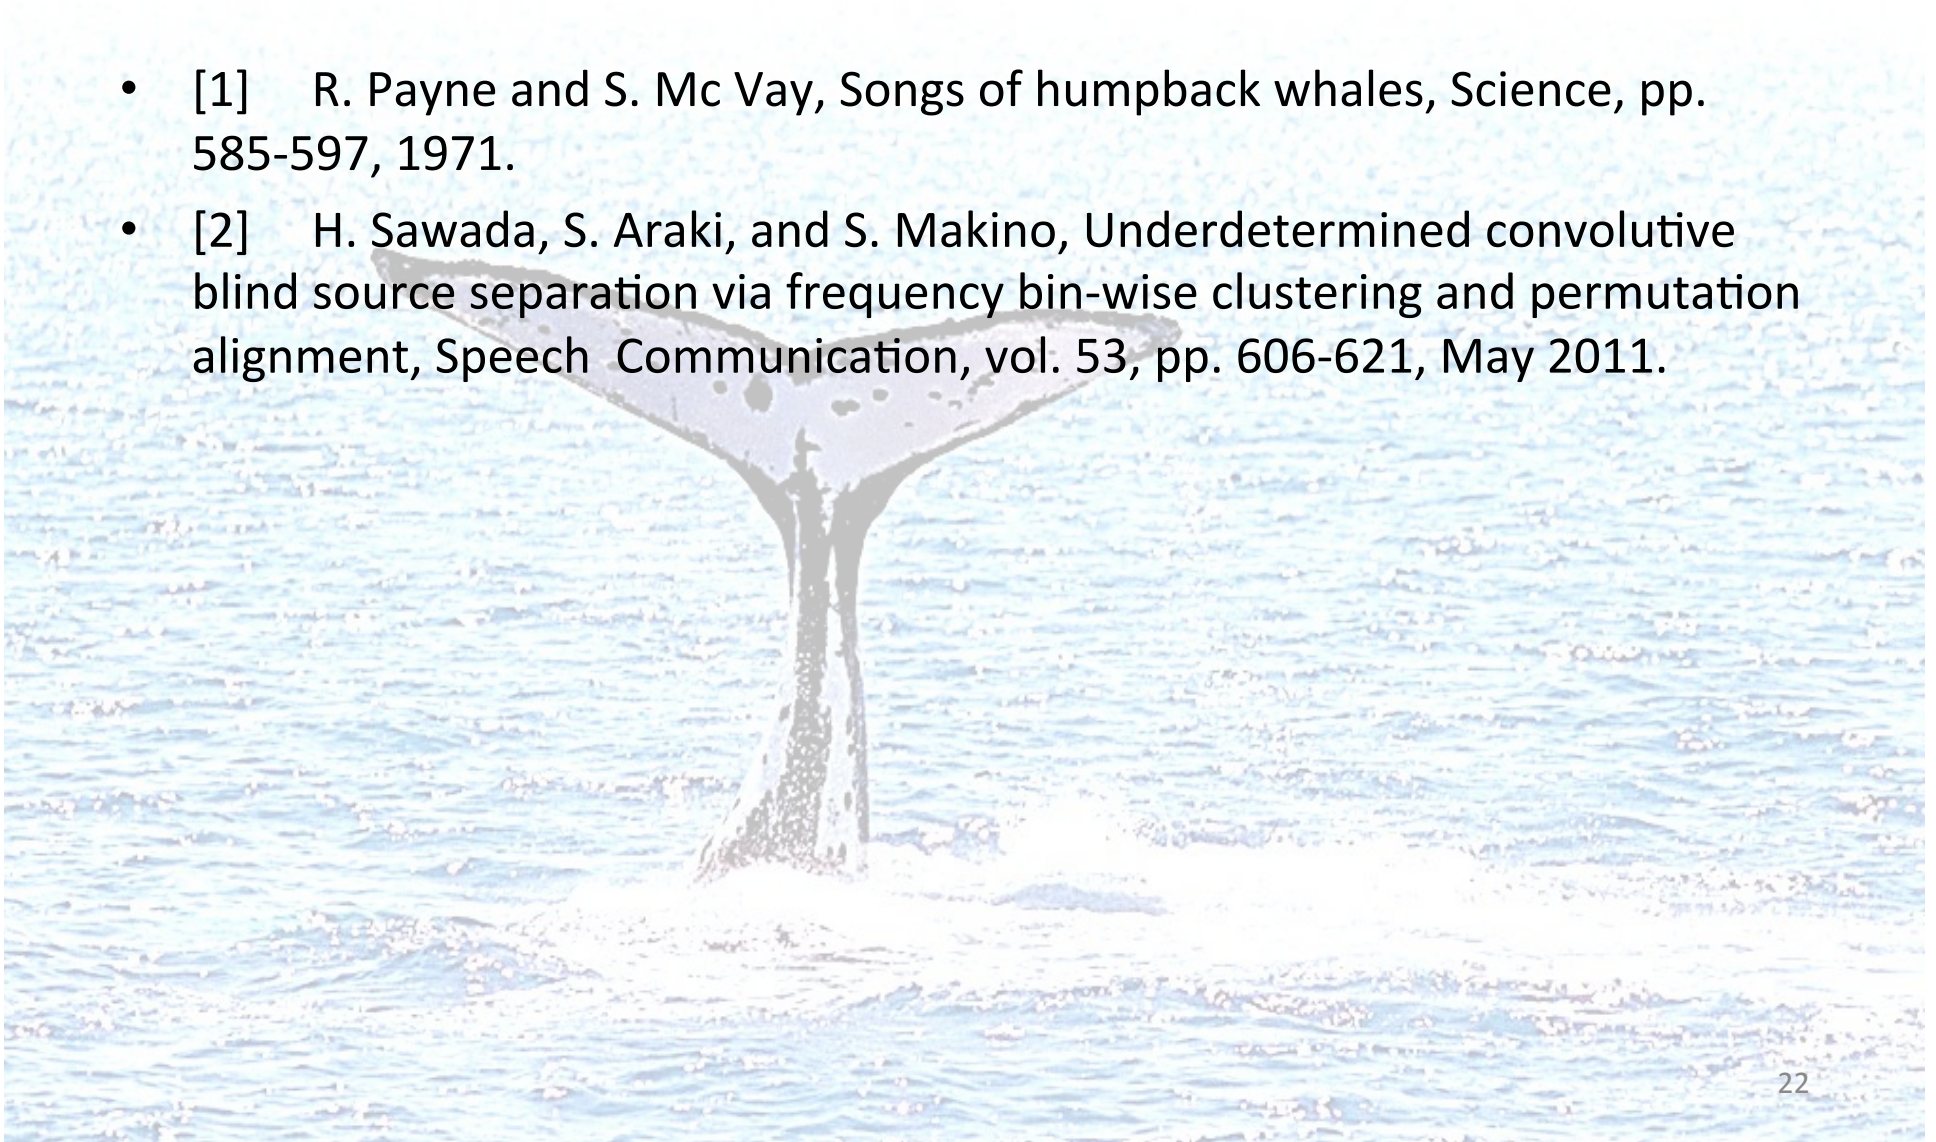 • [1] R. Payne and S. Mc Vay, Songs of humpback whales, Science, pp.
585-597, 1971.
• [2] H. Sawada, S. Araki, and S. Makino, Underdetermined convolutive
blind source separation via frequency bin-wise clustering and permutation
alignment, Speech  Communication, vol. 53, pp. 606-621, May 2011.
22